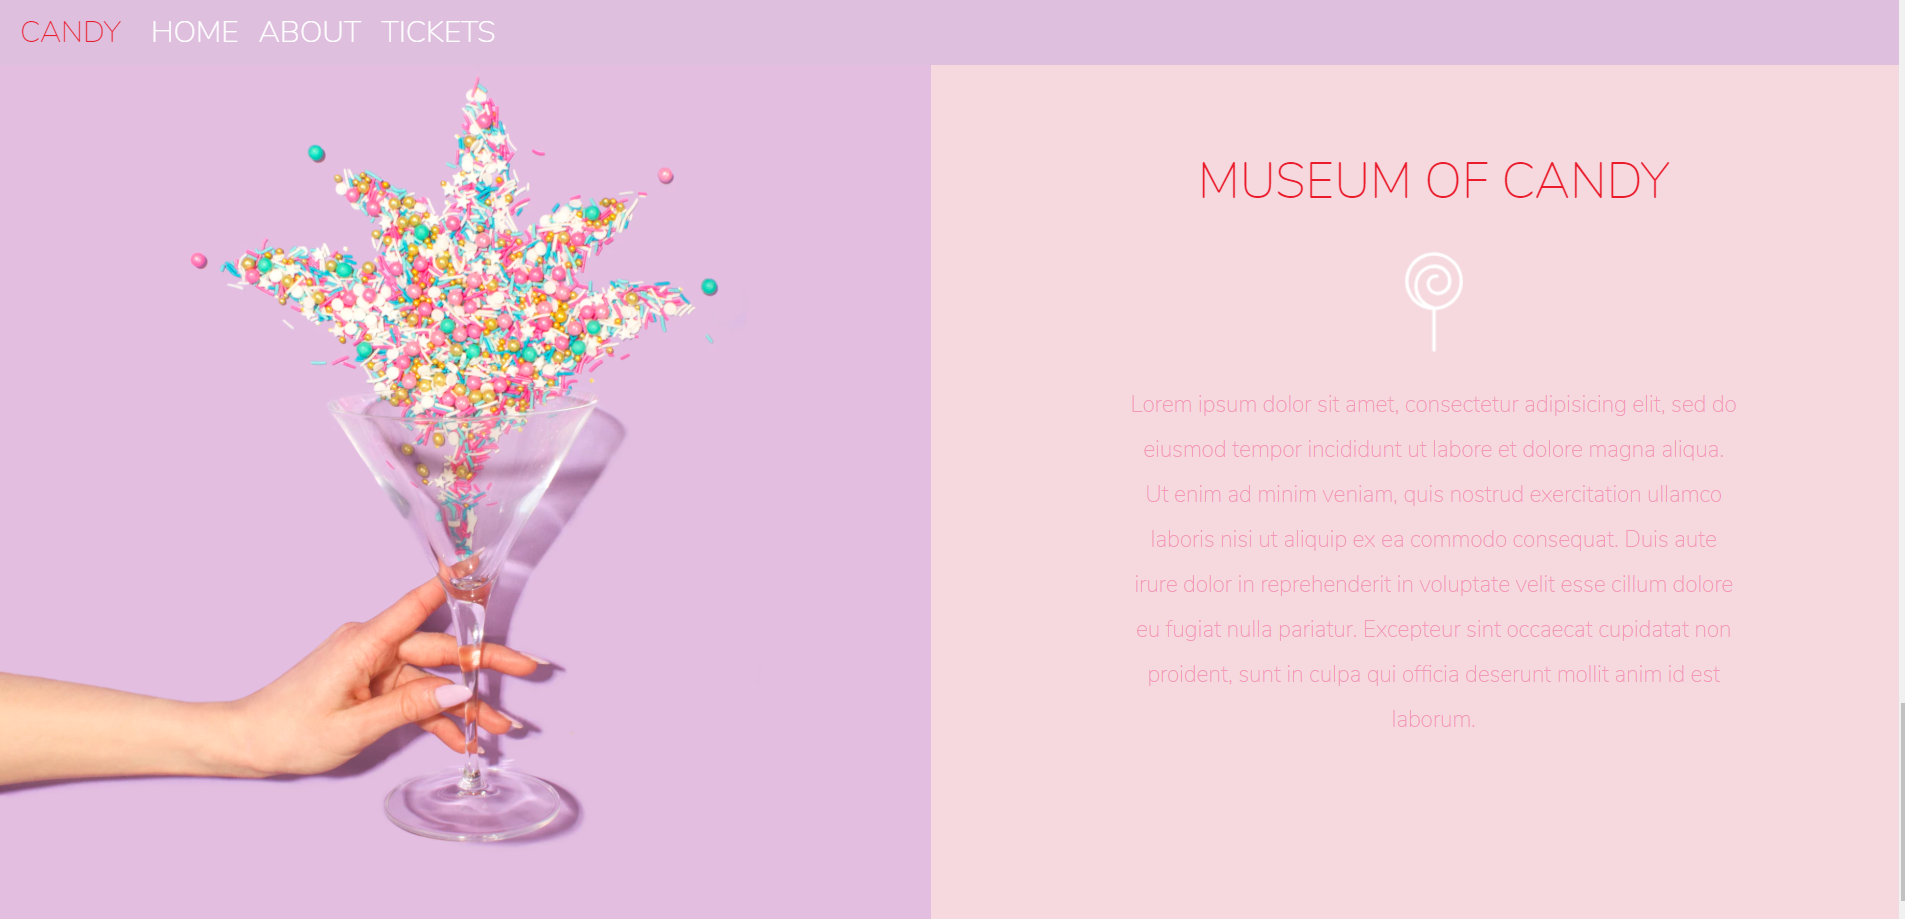 CANDY HOME ABOUT TICKETS
MUSEUM OF CANDY
Lorem ipsum dolor sit amet, consectetur adipisicing elit, sed do
eiusmod tempor incididunt ut labore et dolore magna aliqua.
Ut enim ad minim veniam, quis nostrud exercitation ullamco
laboris nisi ut aliquip ex ea commodo consequat. Duis aute
irure dolor in reprehenderit in voluptate velit esse cillum dolore
eu fugiat nulla pariatur. Excepteur sint occaecat cupidatat non
proident, sunt in culpa qui officia deserunt mollit anim id est
laborum.